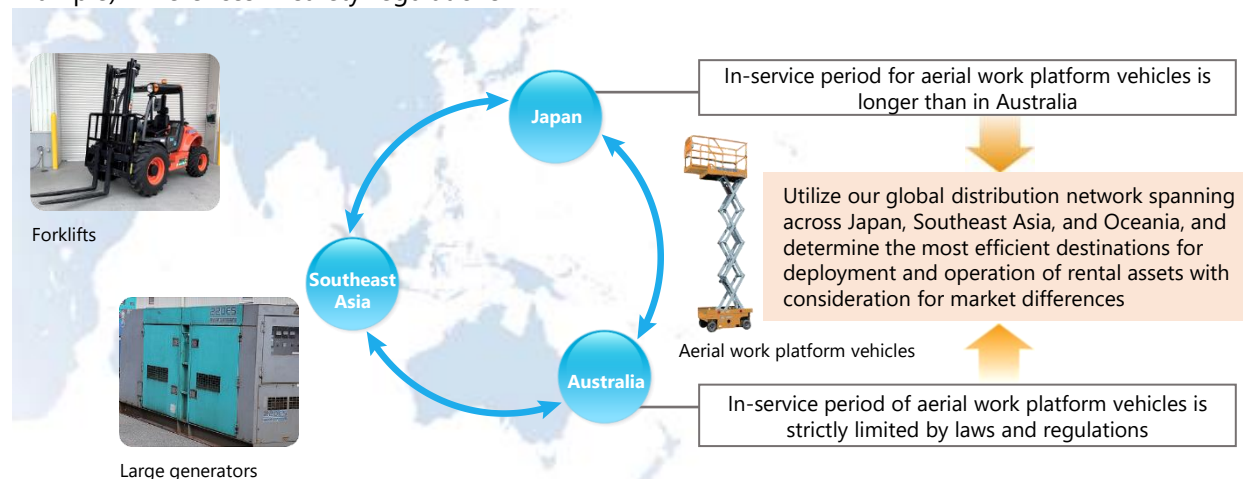 In-service period for aerial work platform vehicles is
longer than in Australia
Japan
Utilize our global distribution network spanning
across Japan, Southeast Asia, and Oceania, and
determine the most efficient destinations for
deployment and operation of rental assets with
consideration for market differences
Forklifts
Southeast
Asia
220ES
Aerial work platform vehicles
Australia
In-service period of aerial work platform vehicles is
strictly limited by laws and regulations
Large generators